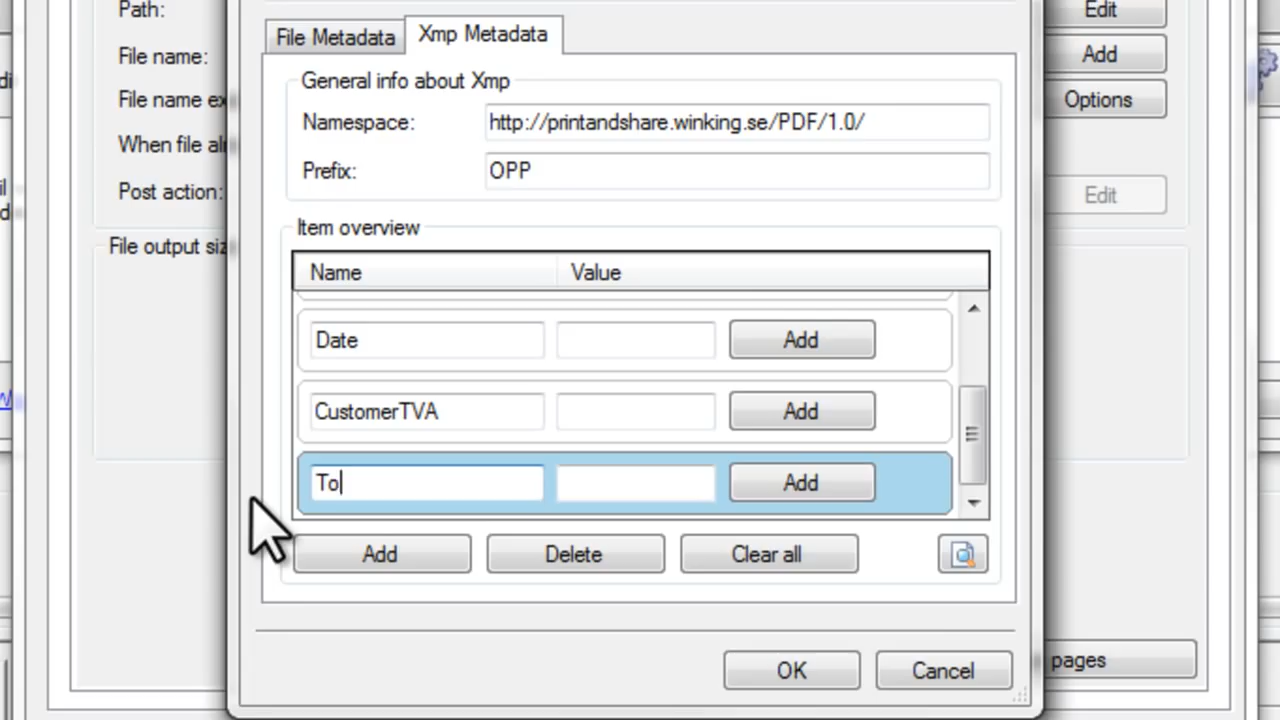 Path:
Edit
File Metadata
Xmp Metadata
File name:
Add
General info about Xmp
File name ex
Options
Namespace:
http://printandshare.winking.se/PDF/1.0/
When file al
Prefix:
OPP
Post action:
Edit
Item overview
File output siz
Name
Value
Date
Add
CustomerTVA
Add
To
Add
Add
Delete
Clear all
OK
Cancel
pages